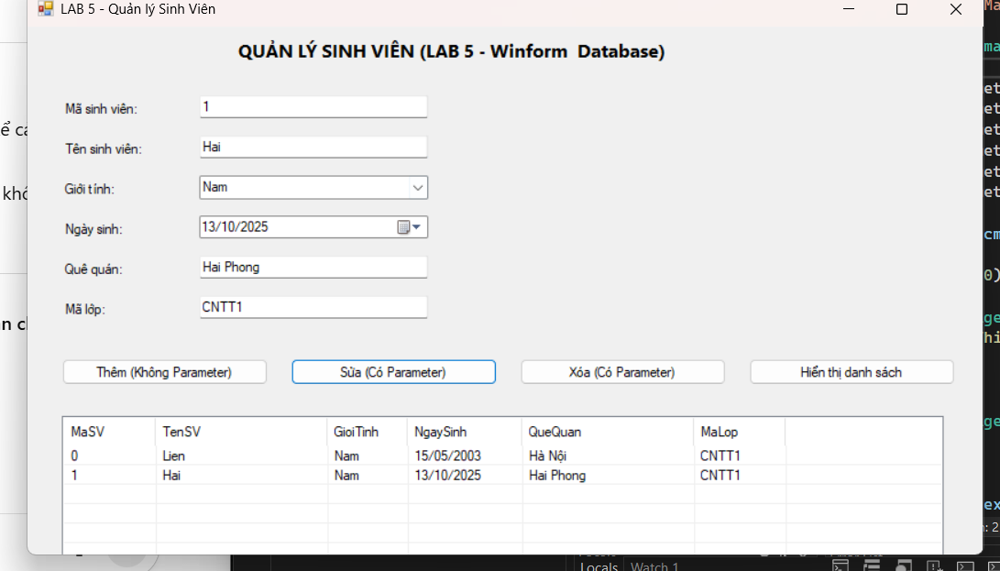 LAB 5 - Quản lý Sinh Viên
QUẢN LÝ SINH VIÊN (LAB 5 - Winform Database)
Mã sinh viên: 1
Tên sinh viên: Hai
Giới tính: Nam
Ngày sinh: 13/10/2025
Quê quán: Hai Phong
Mã lớp: CNTT1
Thêm (Không Parameter) Sửa (Có Parameter) Xóa (Có Parameter) Hiển thị danh sách
MaSV TenSV GioiTinh NgaySinh QueQuan MaLop
0 Lien Nam 15/05/2003 Hà Nội CNTT1
1 Hai Nam 13/10/2025 Hai Phong CNTT1
Locals Watch 1